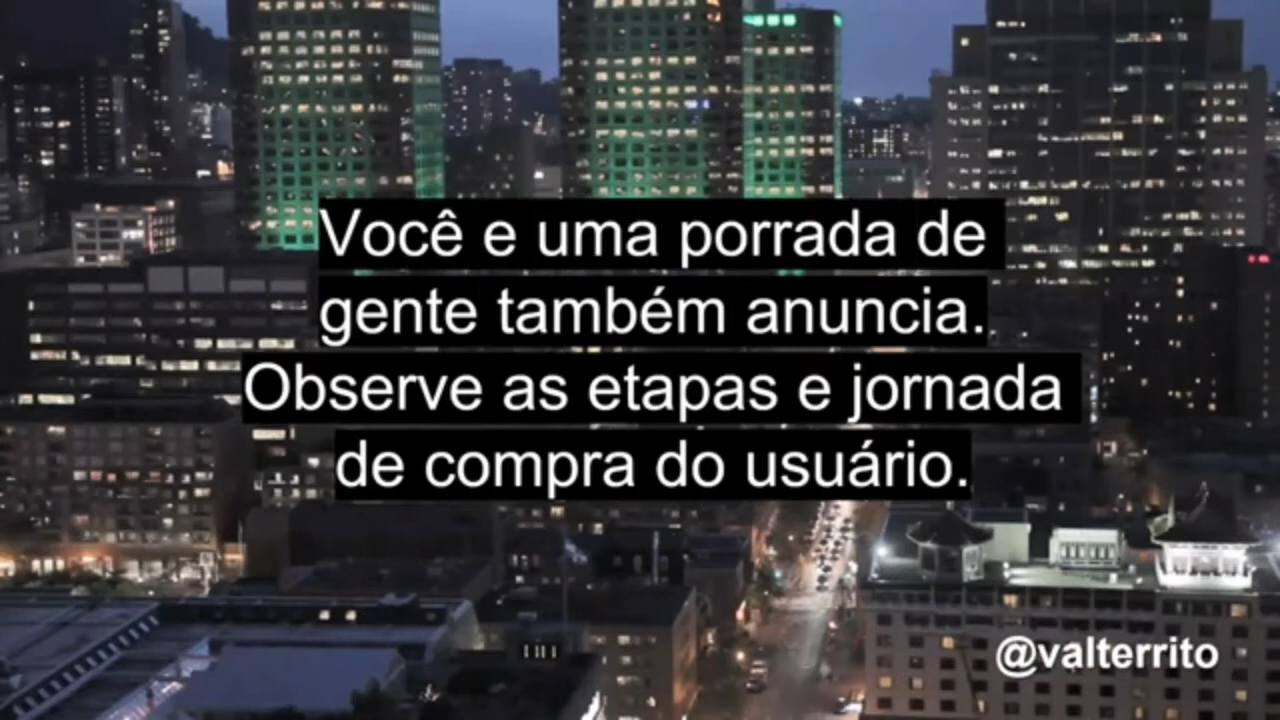 Você e uma porrada de
gente também anuncia.
Observe as etapas e jornada
de compra do usuário.
@valterrito